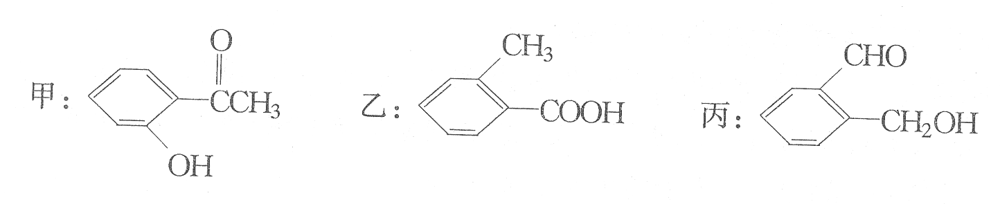 甲：
O
CCH₃
OH
乙：
CH₃
COOH
丙：
CHO
CH₂OH